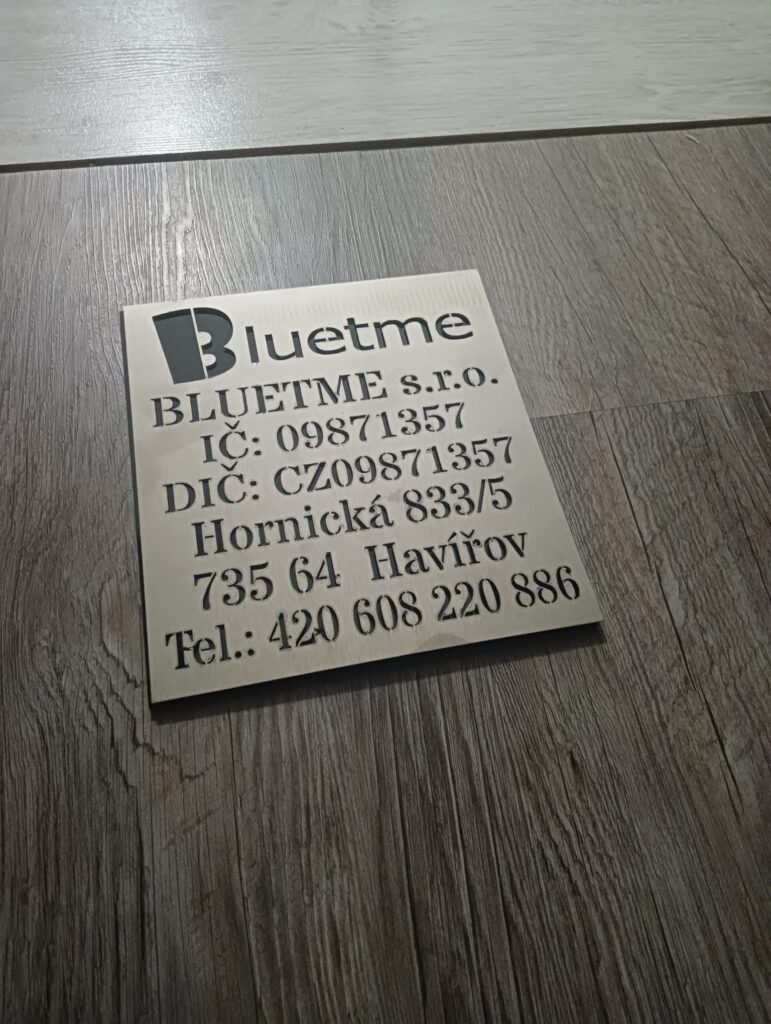 Bluetme
BLUETME s.r.o.
IČ: 09871357
DIČ: CZ09871357
Hornická 833/5
735 64 Havířov
Tel.: 420 608 220 886